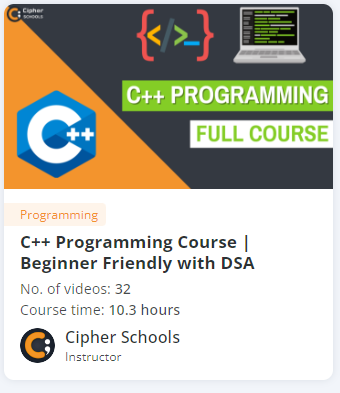 Cipher
SCHOOLS
</>_
C++ PROGRAMMING
FULL COURSE
C++
Programming
C++ Programming Course |
Beginner Friendly with DSA
No. of videos: 32
Course time: 10.3 hours
Cipher Schools
Instructor